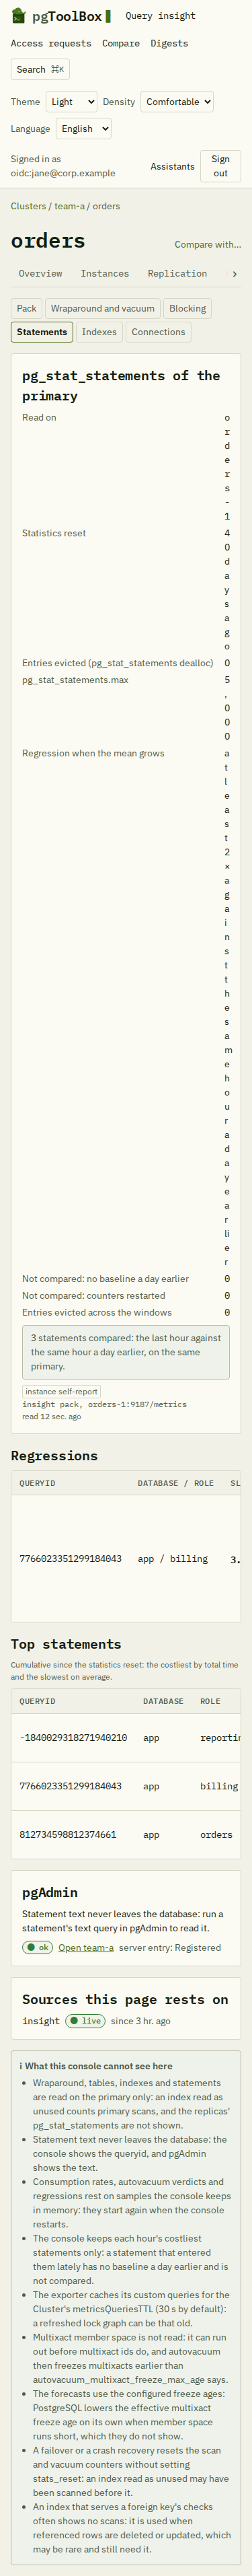 pgToolBox Query insight
Access requests Compare Digests
Search ⌘K
Theme Light Density Comfortable
Language English
Signed in as oidc:jane@corp.example Assistants Sign out
Clusters / team-a / orders
orders Compare with...
Overview Instances Replication ›
Pack Wraparound and vacuum Blocking
Statements Indexes Connections
pg_stat_statements of the
primary
Read on orders-1
Statistics reset 40 days ago
Entries evicted (pg_stat_statements dealloc) 0
pg_stat_statements.max 5,000
Regression when the mean grows at least 2× against the same hour a day earlier
Not compared: no baseline a day earlier 0
Not compared: counters restarted 0
Entries evicted across the windows 0
3 statements compared: the last hour against
the same hour a day earlier, on the same
primary.
instance self-report
insight pack, orders-1:9187/metrics
read 12 sec. ago
Regressions
QUERYID DATABASE / ROLE
7766023351299184043 app / billing 3.
Top statements
Cumulative since the statistics reset: the costliest by total time
and the slowest on average.
QUERYID DATABASE ROLE
-1840029318271940210 app
7766023351299184043 app billing
812734598812374661 app orders
pgAdmin
Statement text never leaves the database: run a
statement's text query in pgAdmin to read it.
ok Open team-a server entry: Registered
Sources this page rests on
insight live since 3 hr. ago
i What this console cannot see here
• Wraparound, tables, indexes and statements
are read on the primary only: an index read as
unused counts primary scans, and the replicas'
pg_stat_statements are not shown.
• Statement text never leaves the database: the
console shows the queryid, and pgAdmin
shows the text.
• Consumption rates, autovacuum verdicts and
regressions rest on samples the console keeps
in memory: they start again when the console
restarts.
• The console keeps each hour's costliest
statements only: a statement that entered
them lately has no baseline a day earlier and is
not compared.
• The exporter caches its custom queries for the
Cluster's metricsQueriesTTL (30 s by default):
a refreshed lock graph can be that old.
• Multixact member space is not read: it can run
out before multixact ids do, and autovacuum
then freezes multixacts earlier than
autovacuum_multixact_freeze_max_age says.
• The forecasts use the configured freeze ages:
PostgreSQL lowers the effective multixact
freeze age on its own when member space
runs short, which they do not show.
• A failover or a crash recovery resets the scan
and vacuum counters without setting
stats_reset: an index read as unused may have
been scanned before it.
• An index that serves a foreign key's checks
often shows no scans: it is used when
referenced rows are deleted or updated, which
may be rare and still need it.